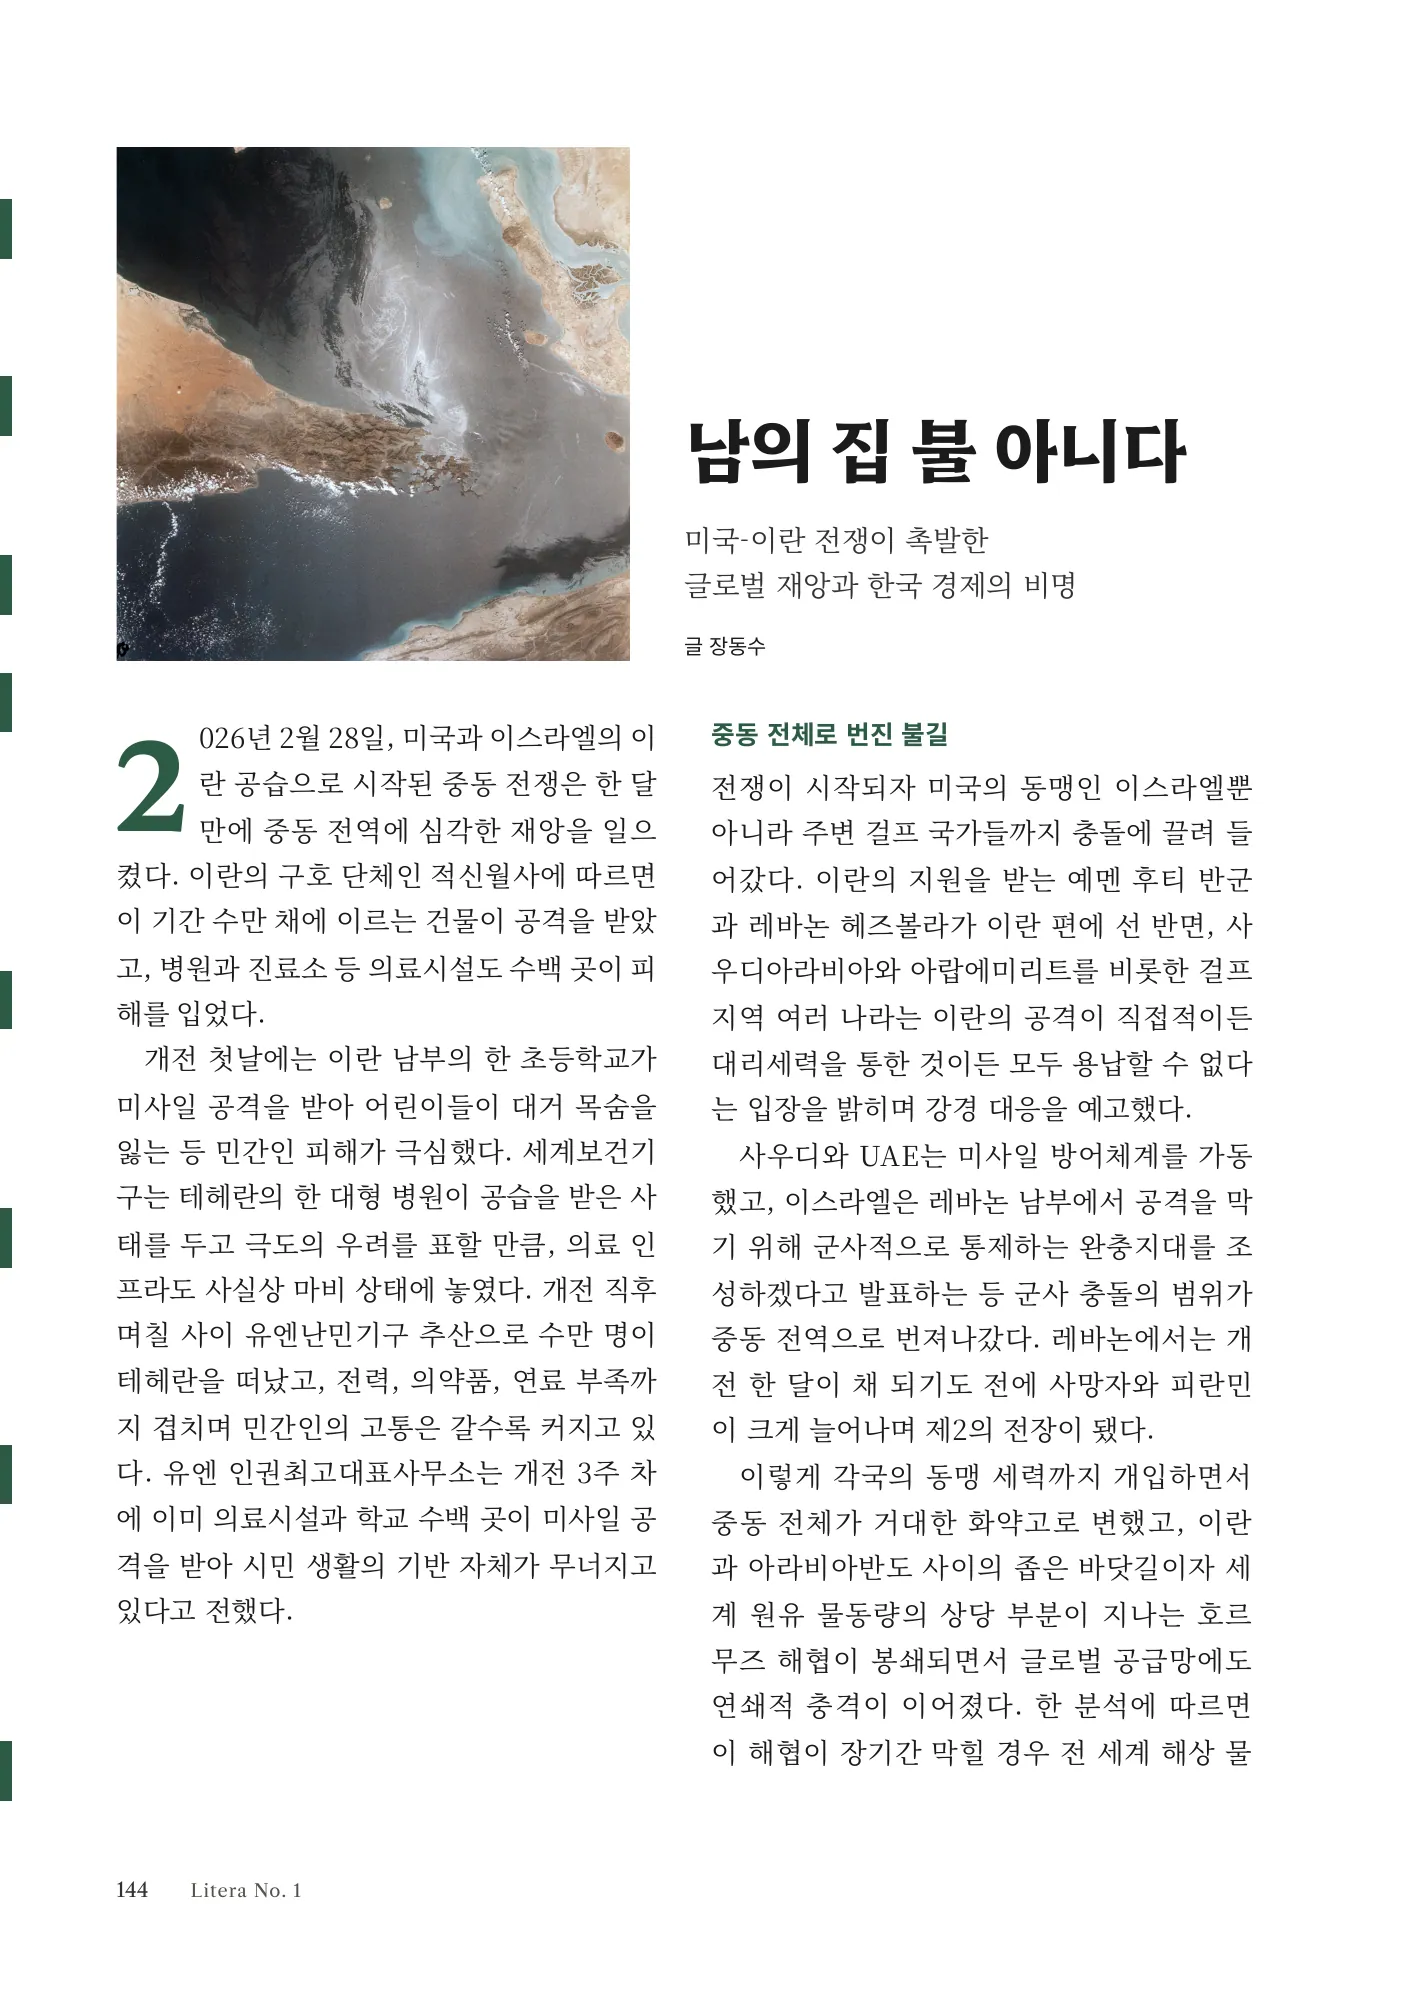 남의 집 불 아니다
미국-이란 전쟁이 촉발한
글로벌 재앙과 한국 경제의 비명
글 장동수
2026년 2월 28일, 미국과 이스라엘의 이
란 공습으로 시작된 중동 전쟁은 한 달
만에 중동 전역에 심각한 재앙을 일으
켰다. 이란의 구호 단체인 적신월사에 따르면
이 기간 수만 채에 이르는 건물이 공격을 받았
고, 병원과 진료소 등 의료시설도 수백 곳이 피
해를 입었다.
개전 첫날에는 이란 남부의 한 초등학교가
미사일 공격을 받아 어린이들이 대거 목숨을
잃는 등 민간인 피해가 극심했다. 세계보건기
구는 테헤란의 한 대형 병원이 공습을 받은 사
태를 두고 극도의 우려를 표할 만큼, 의료 인
프라도 사실상 마비 상태에 놓였다. 개전 직후
며칠 사이 유엔난민기구 추산으로 수만 명이
테헤란을 떠났고, 전력, 의약품, 연료 부족까
지 겹치며 민간인의 고통은 갈수록 커지고 있
다. 유엔 인권최고대표사무소는 개전 3주 차
에 이미 의료시설과 학교 수백 곳이 미사일 공
격을 받아 시민 생활의 기반 자체가 무너지고
있다고 전했다.
중동 전체로 번진 불길
전쟁이 시작되자 미국의 동맹인 이스라엘뿐
아니라 주변 걸프 국가들까지 충돌에 끌려 들
어갔다. 이란의 지원을 받는 예멘 후티 반군
과 레바논 헤즈볼라가 이란 편에 선 반면, 사
우디아라비아와 아랍에미리트를 비롯한 걸프
지역 여러 나라는 이란의 공격이 직접적이든
대리세력을 통한 것이든 모두 용납할 수 없다
는 입장을 밝히며 강경 대응을 예고했다.
사우디와 UAE는 미사일 방어체계를 가동
했고, 이스라엘은 레바논 남부에서 공격을 막
기 위해 군사적으로 통제하는 완충지대를 조
성하겠다고 발표하는 등 군사 충돌의 범위가
중동 전역으로 번져나갔다. 레바논에서는 개
전 한 달이 채 되기도 전에 사망자와 피란민
이 크게 늘어나며 제2의 전장이 됐다.
이렇게 각국의 동맹 세력까지 개입하면서
중동 전체가 거대한 화약고로 변했고, 이란
과 아라비아반도 사이의 좁은 바닷길이자 세
계 원유 물동량의 상당 부분이 지나는 호르
무즈 해협이 봉쇄되면서 글로벌 공급망에도
연쇄적 충격이 이어졌다. 한 분석에 따르면
이 해협이 장기간 막힐 경우 전 세계 해상 물
144 Litera No. 1